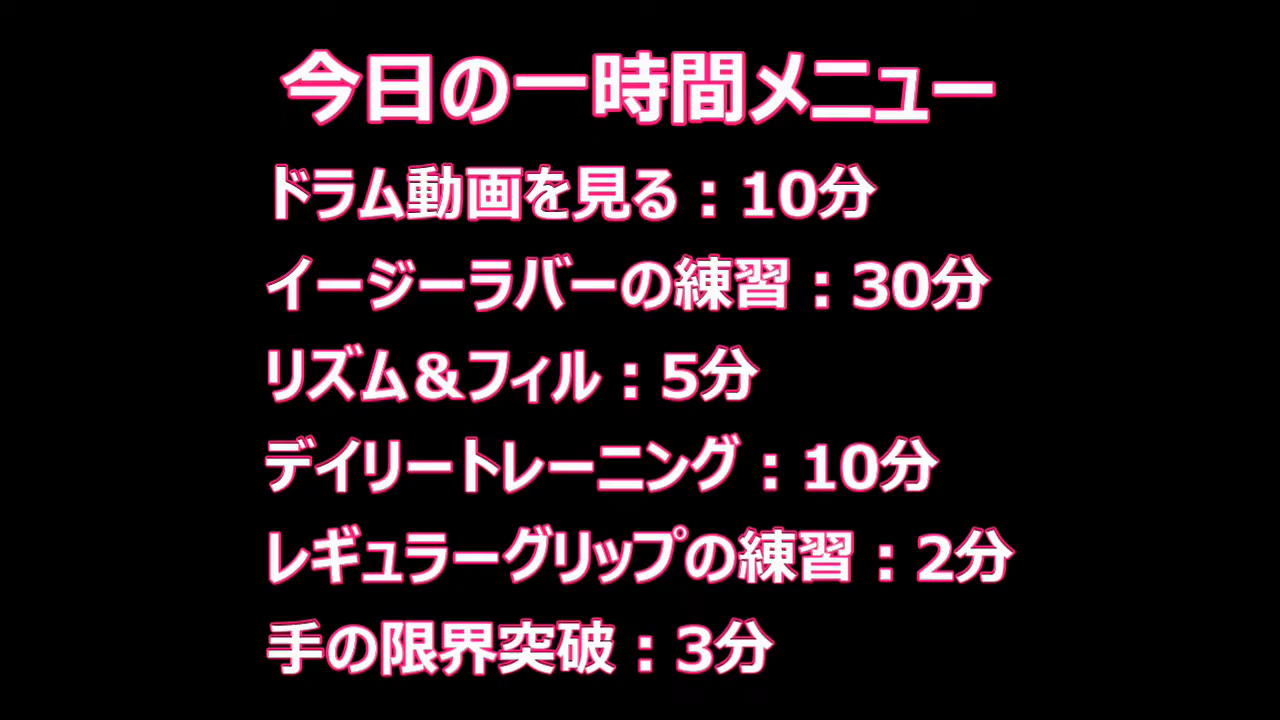 今日の一時間メニュー
ドラム動画を見る：10分
イージーラバーの練習：30分
リズム＆フィル：5分
デイリートレーニング：10分
レギュラーグリップの練習：2分
手の限界突破：3分